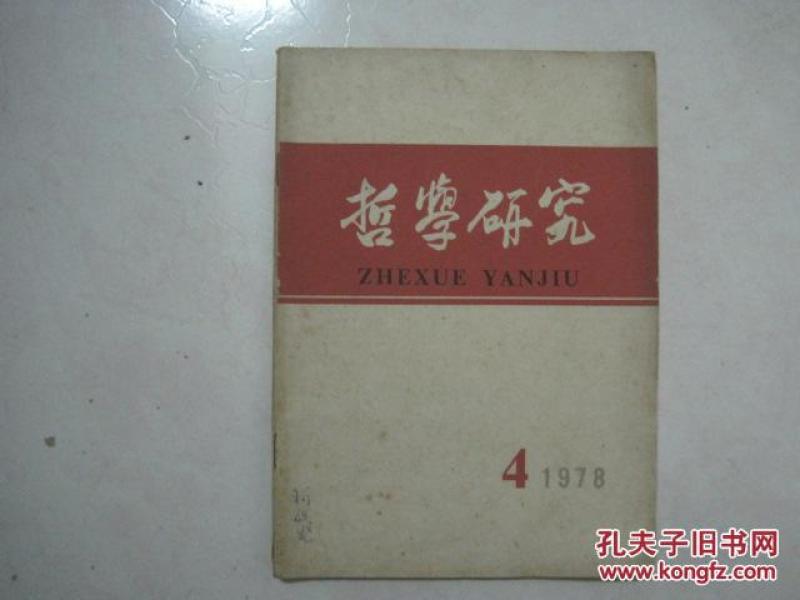 哲學研究
ZHEXUE YANJIU
4 1978
孔夫子旧书网
www.kongfz.com